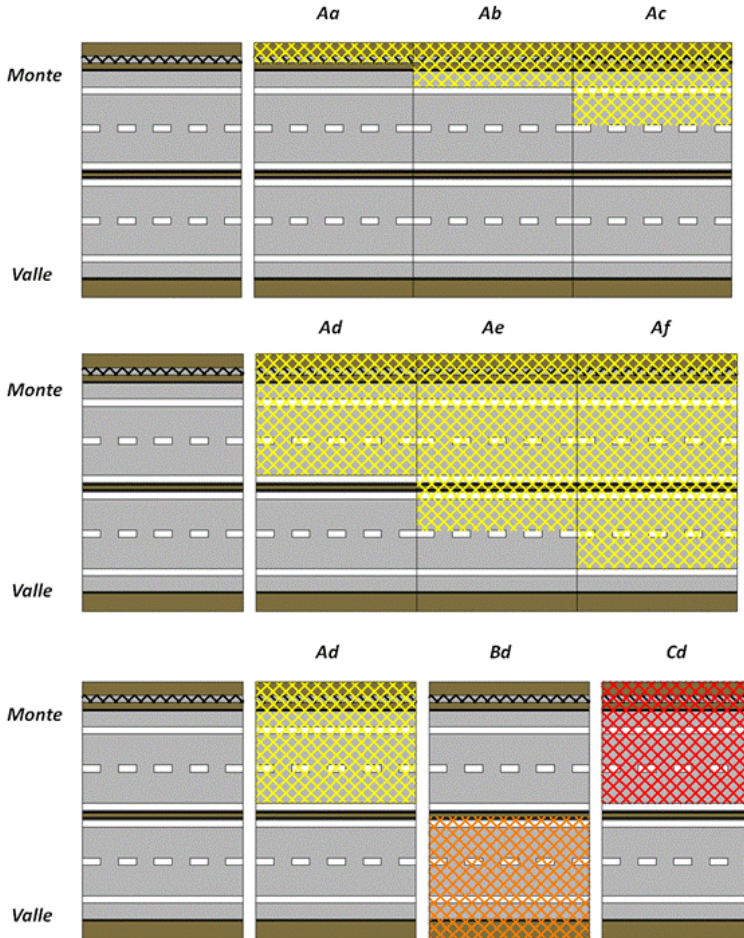 Aa Ab Ac
Monte
Valle
Ad Ae Af
Monte
Valle
Ad Bd Cd
Monte
Valle